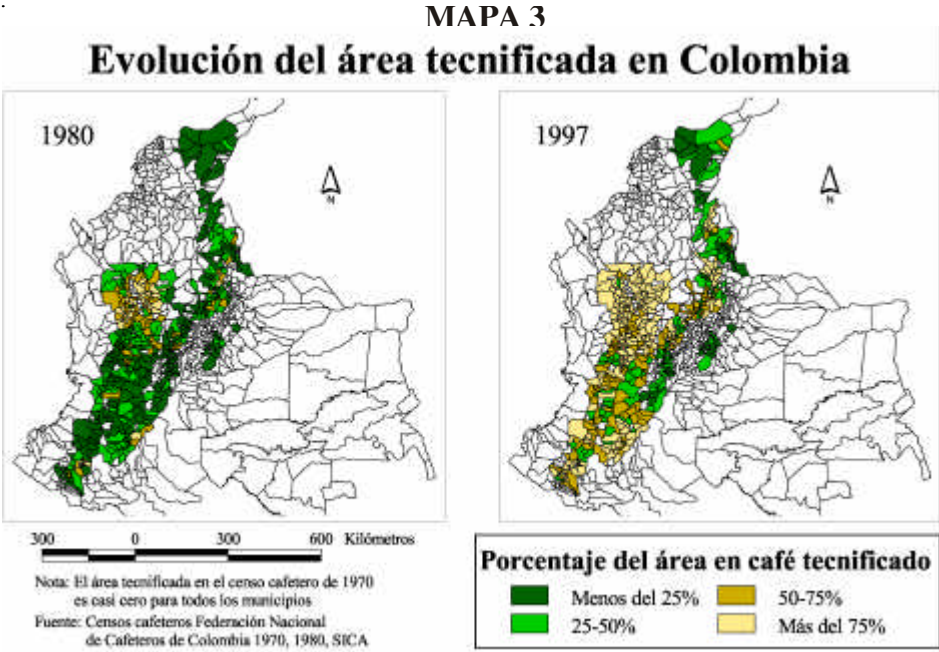 MAPA 3
Evolución del área tecnificada en Colombia
1980
N
1997
N
300 0 300 600 Kilómetros
Nota: El área tecnificada en el censo cafetero de 1970
es casi cero para todos los municipios
Fuente: Censos cafeteros Federación Nacional
de Cafeteros de Colombia 1970, 1980, SICA
Porcentaje del área en café tecnificado
Menos del 25%
50-75%
25-50%
Más del 75%